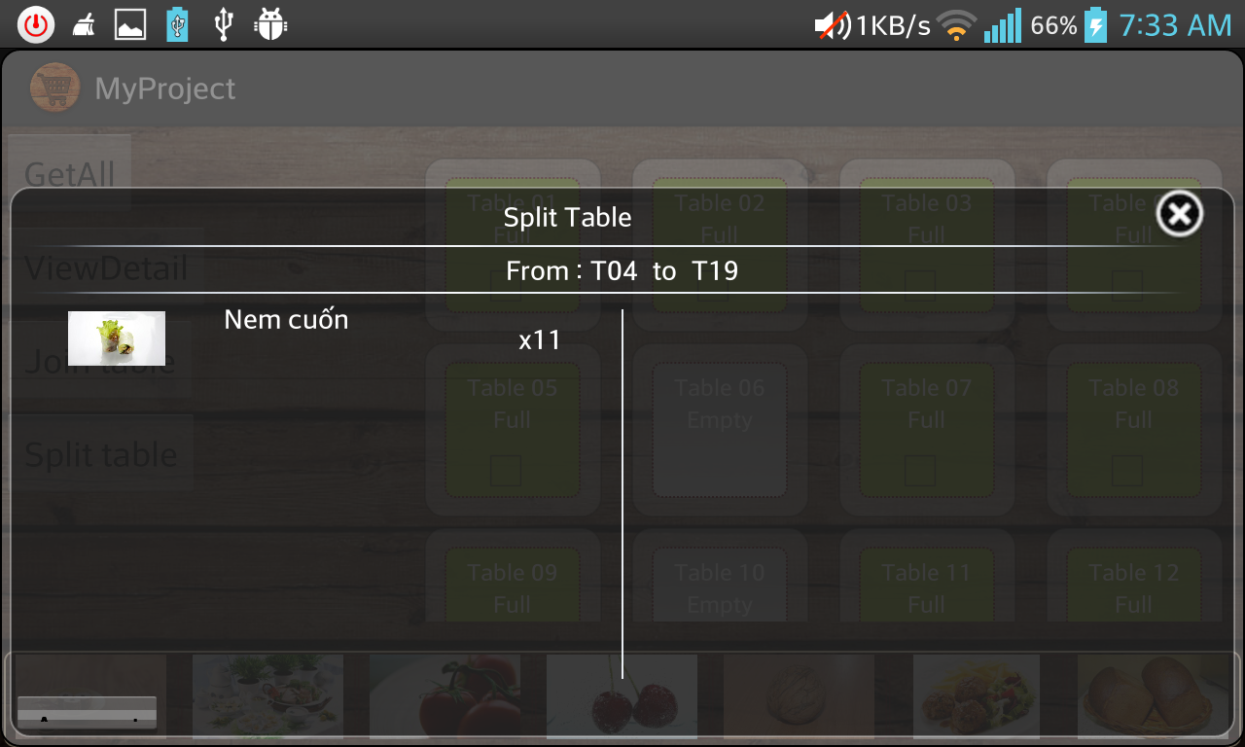 1KB/s 66% 7:33 AM
MyProject
GetAll
Table 01 Table 02 Table 03 Table
Full Full Full Full
Split Table
From : T04 to T19
ViewDetail
Nem cuốn
x11
Join table
Table 05 Table 06 Table 07 Table 08
Full Empty Full Full
Split table
Table 09 Table 10 Table 11 Table 12
Full Empty Full Full